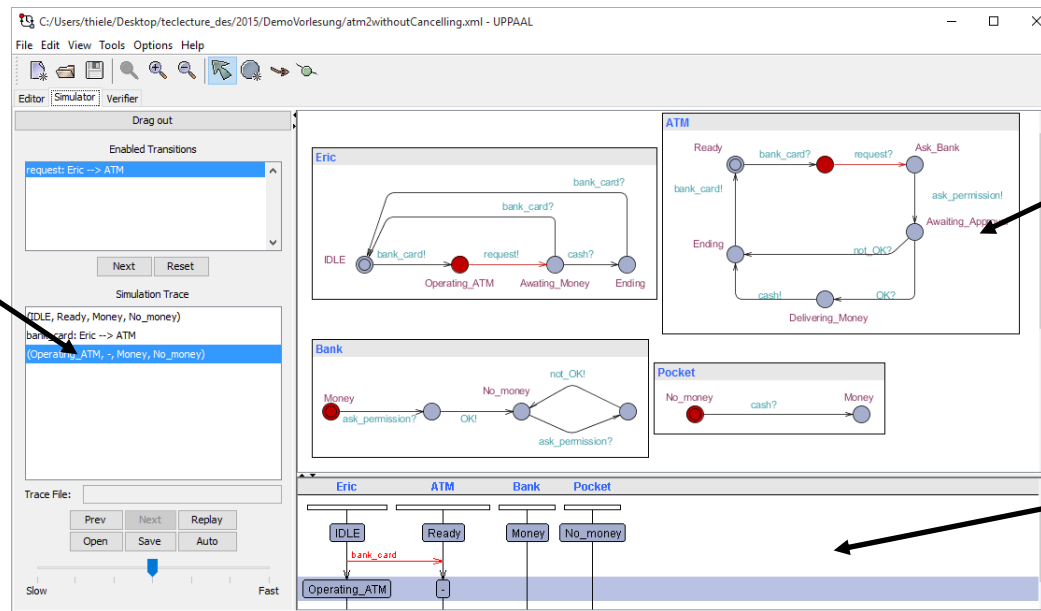 C:/Users/thiele/Desktop/teclecture_des/2015/DemoVorlesung/atm2withoutCancelling.xml - UPPAAL
File Edit View Tools Options Help
Editor Simulator Verifier
Drag out
Enabled Transitions
request: Eric --> ATM
Next Reset
Simulation Trace
(IDLE, Ready, Money, No_money)
bank_card: Eric --> ATM
(Operating_ATM, -, Money, No_money)
Trace File:
Prev Next Replay
Open Save Auto
Slow Fast
Eric
bank_card?
bank_card?
IDLE bank_card! request! cash?
Operating_ATM Awating_Money Ending
ATM
Ready bank_card? request? Ask_Bank
bank_card! ask_permission!
Ending not_OK?
cash! OK?
Delivering_Money
Bank
not_OK!
Money No_money
ask_permission? OK!
ask_permission?
Pocket
No_money cash? Money
Eric ATM Bank Pocket
IDLE Ready Money No_money
bank_card
Operating_ATM -